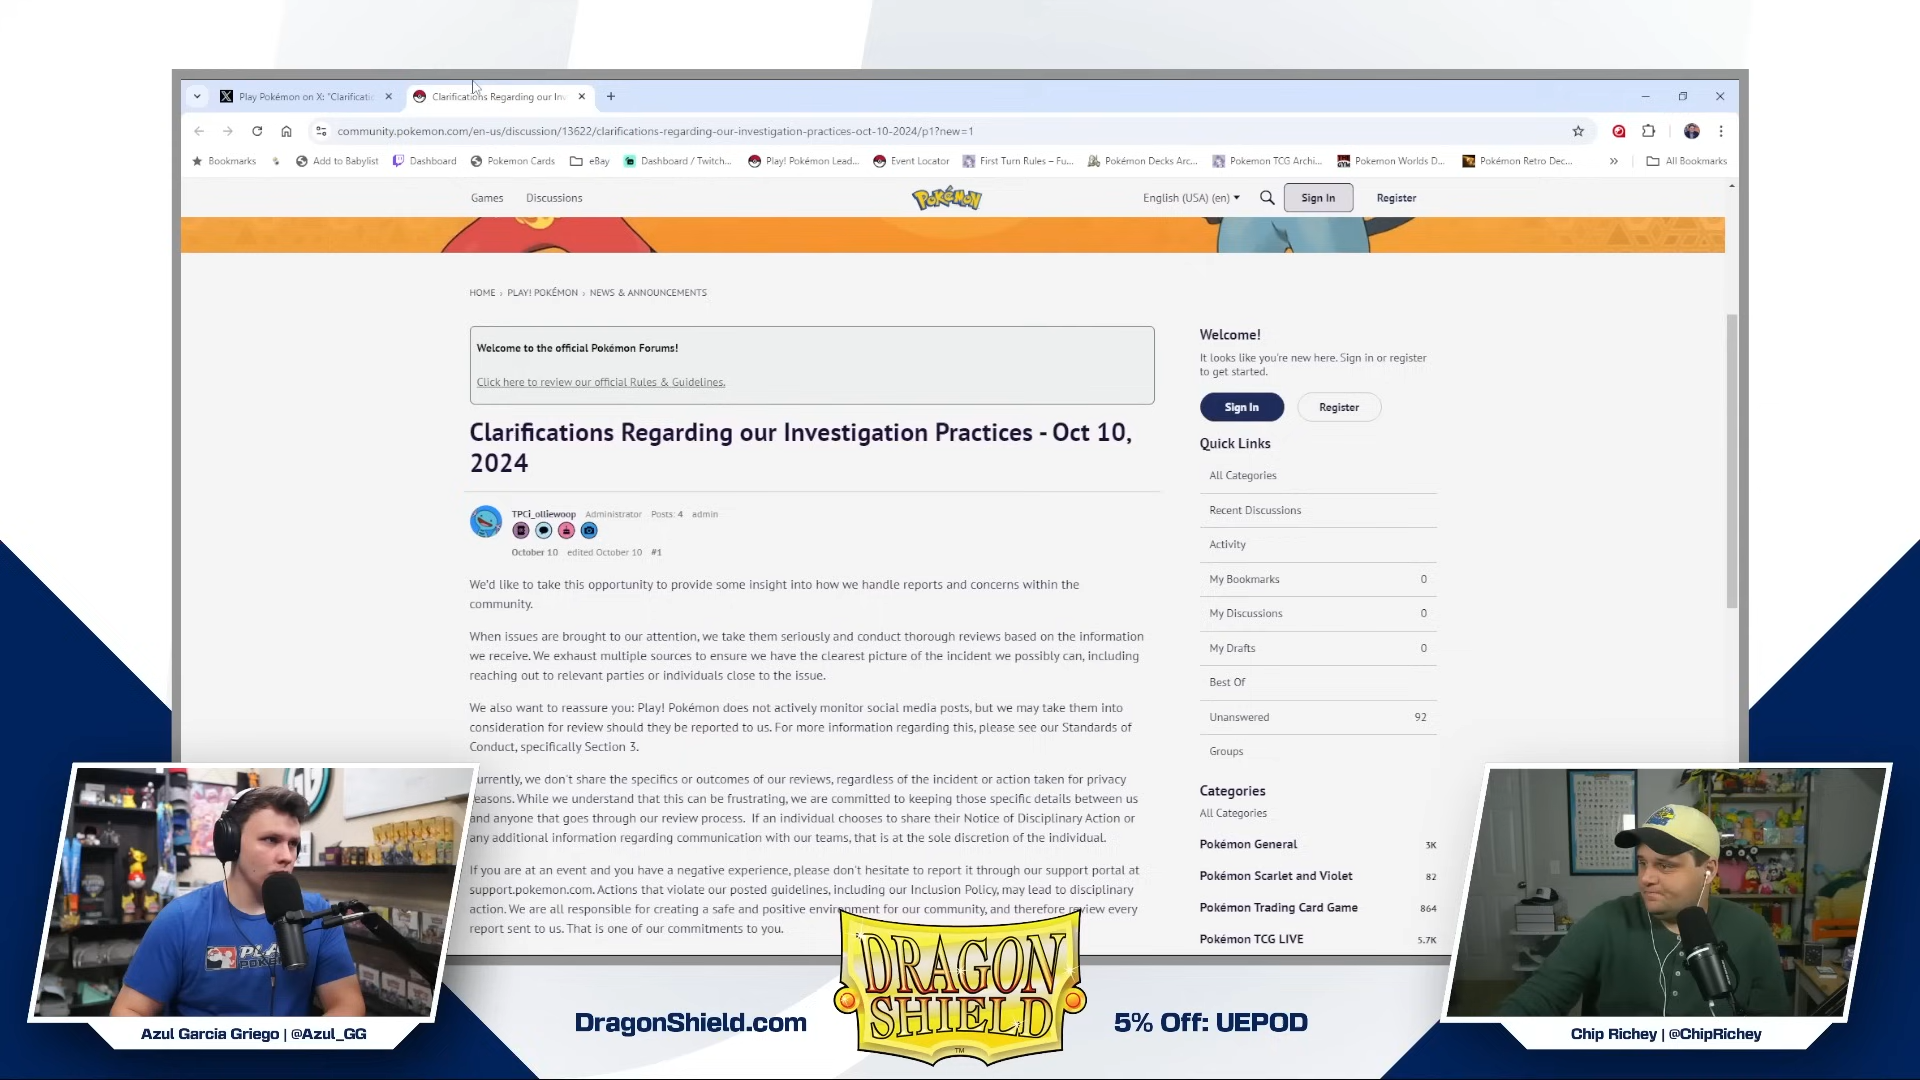 Play Pokémon on X: "Clarificatic
Clarifications Regarding our Inv
community.pokemon.com/en-us/discussion/13622/clarifications-regarding-our-investigation-practices-oct-10-2024/p1?new=1
Bookmarks
Add to Babylist
Dashboard
Pokemon Cards
eBay
Dashboard / Twitch...
Play! Pokémon Lead...
Event Locator
First Turn Rules – Fu...
Pokémon Decks Arc...
Pokemon TCG Archi...
Pokemon Worlds D...
Pokémon Retro Dec...
All Bookmarks
Games
Discussions
POKéMON
English (USA) (en)
Sign In
Register
HOME › PLAY! POKÉMON › NEWS & ANNOUNCEMENTS
Welcome to the official Pokémon Forums!
Click here to review our official Rules & Guidelines.
Clarifications Regarding our Investigation Practices - Oct 10,
2024
TPCi_olliewoop Administrator Posts: 4 admin
October 10 edited October 10 #1
We'd like to take this opportunity to provide some insight into how we handle reports and concerns within the
community.
When issues are brought to our attention, we take them seriously and conduct thorough reviews based on the information
we receive. We exhaust multiple sources to ensure we have the clearest picture of the incident we possibly can, including
reaching out to relevant parties or individuals close to the issue.
We also want to reassure you: Play! Pokémon does not actively monitor social media posts, but we may take them into
consideration for review should they be reported to us. For more information regarding this, please see our Standards of
Conduct, specifically Section 3.
urrently, we don't share the specifics or outcomes of our reviews, regardless of the incident or action taken for privacy
easons. While we understand that this can be frustrating, we are committed to keeping those specific details between us
and anyone that goes through our review process. If an individual chooses to share their Notice of Disciplinary Action or
any additional information regarding communication with our teams, that is at the sole discretion of the individual.
If you are at an event and you have a negative experience, please don't hesitate to report it through our support portal at
support.pokemon.com. Actions that violate our posted guidelines, including our Inclusion Policy, may lead to disciplinary
action. We are all responsible for creating a safe and positive environment for our community, and therefore review every
report sent to us. That is one of our commitments to you.
Welcome!
It looks like you're new here. Sign in or register
to get started.
Sign In
Register
Quick Links
All Categories
Recent Discussions
Activity
My Bookmarks 0
My Discussions 0
My Drafts 0
Best Of
Unanswered 92
Groups
Categories
All Categories
Pokémon General 3K
Pokémon Scarlet and Violet 82
Pokémon Trading Card Game 864
Pokémon TCG LIVE 5.7K
Azul Garcia Griego | @Azul_GG
DragonShield.com
DRAGON
SHIELD
TM
5% Off: UEPOD
Chip Richey | @ChipRichey